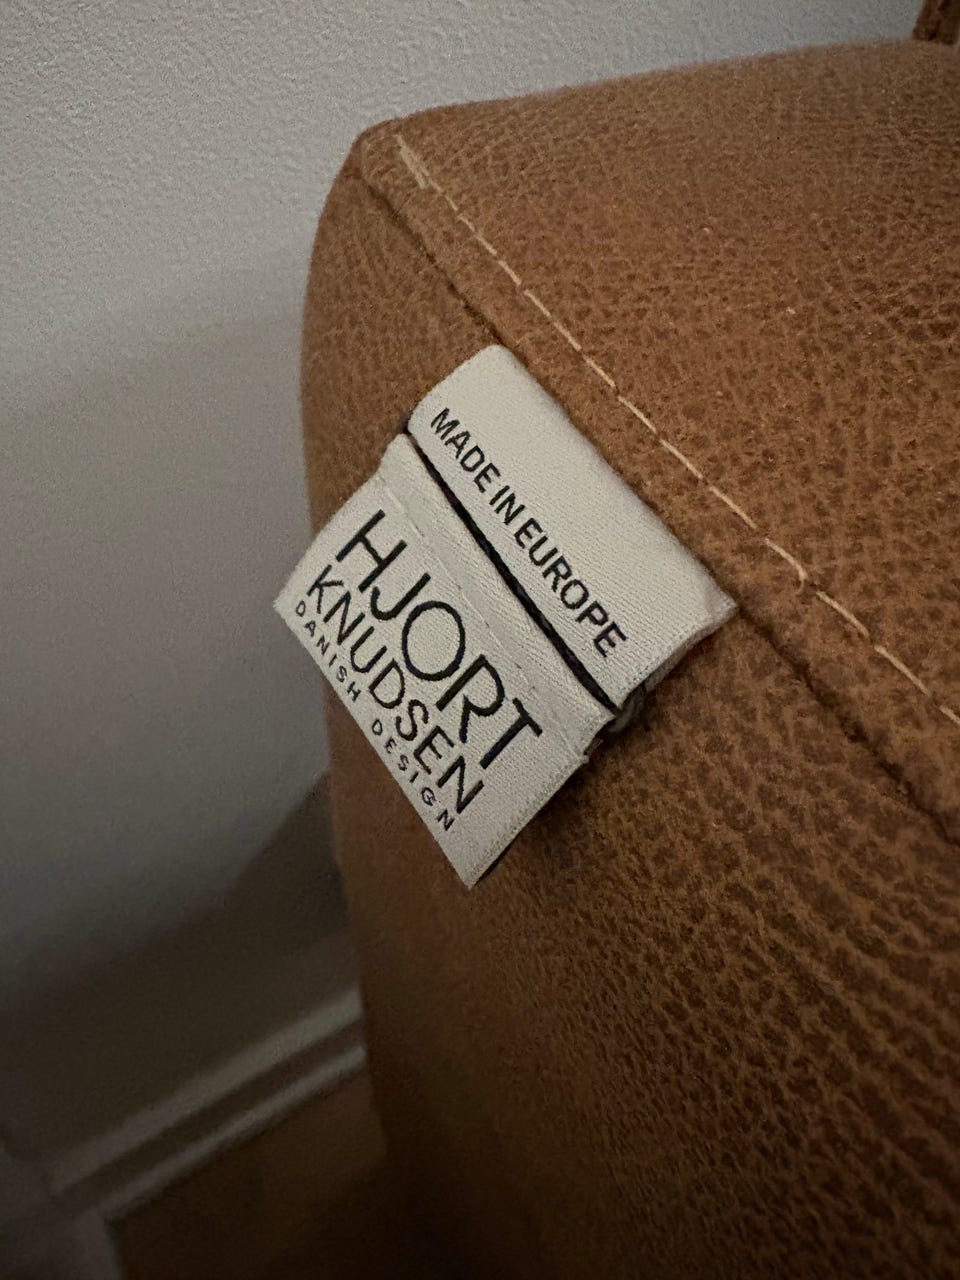 MADE IN EUROPE
HJORT
KNUDSEN
DANISH DESIGN